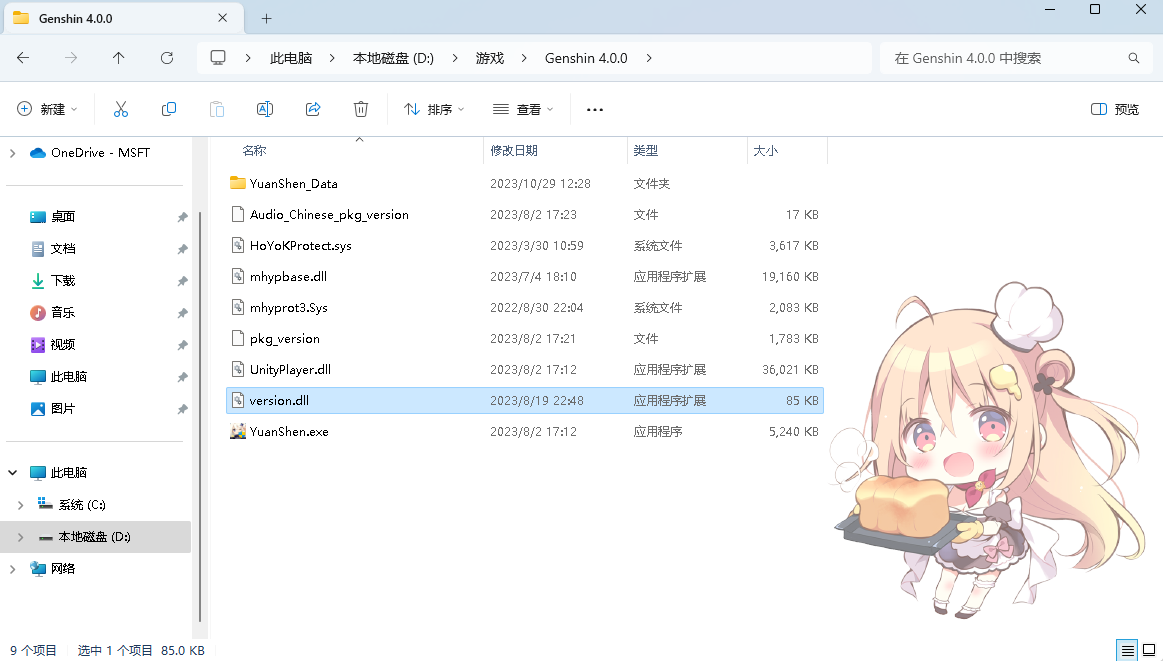 Genshin 4.0.0
此电脑 本地磁盘 (D:) 游戏 Genshin 4.0.0 在 Genshin 4.0.0 中搜索
新建 排序 查看 预览
名称 修改日期 类型 大小
OneDrive - MSFT
桌面
文档
下载
音乐
视频
此电脑
图片
此电脑
系统 (C:)
本地磁盘 (D:)
网络
YuanShen_Data 2023/10/29 12:28 文件夹
Audio_Chinese_pkg_version 2023/8/2 17:23 文件 17 KB
HoYoKProtect.sys 2023/3/30 10:59 系统文件 3,617 KB
mhypbase.dll 2023/7/4 18:10 应用程序扩展 19,160 KB
mhyprot3.Sys 2022/8/30 22:04 系统文件 2,083 KB
pkg_version 2023/8/2 17:21 文件 1,783 KB
UnityPlayer.dll 2023/8/2 17:12 应用程序扩展 36,021 KB
version.dll 2023/8/19 22:48 应用程序扩展 85 KB
YuanShen.exe 2023/8/2 17:12 应用程序 5,240 KB
9 个项目 选中 1 个项目 85.0 KB